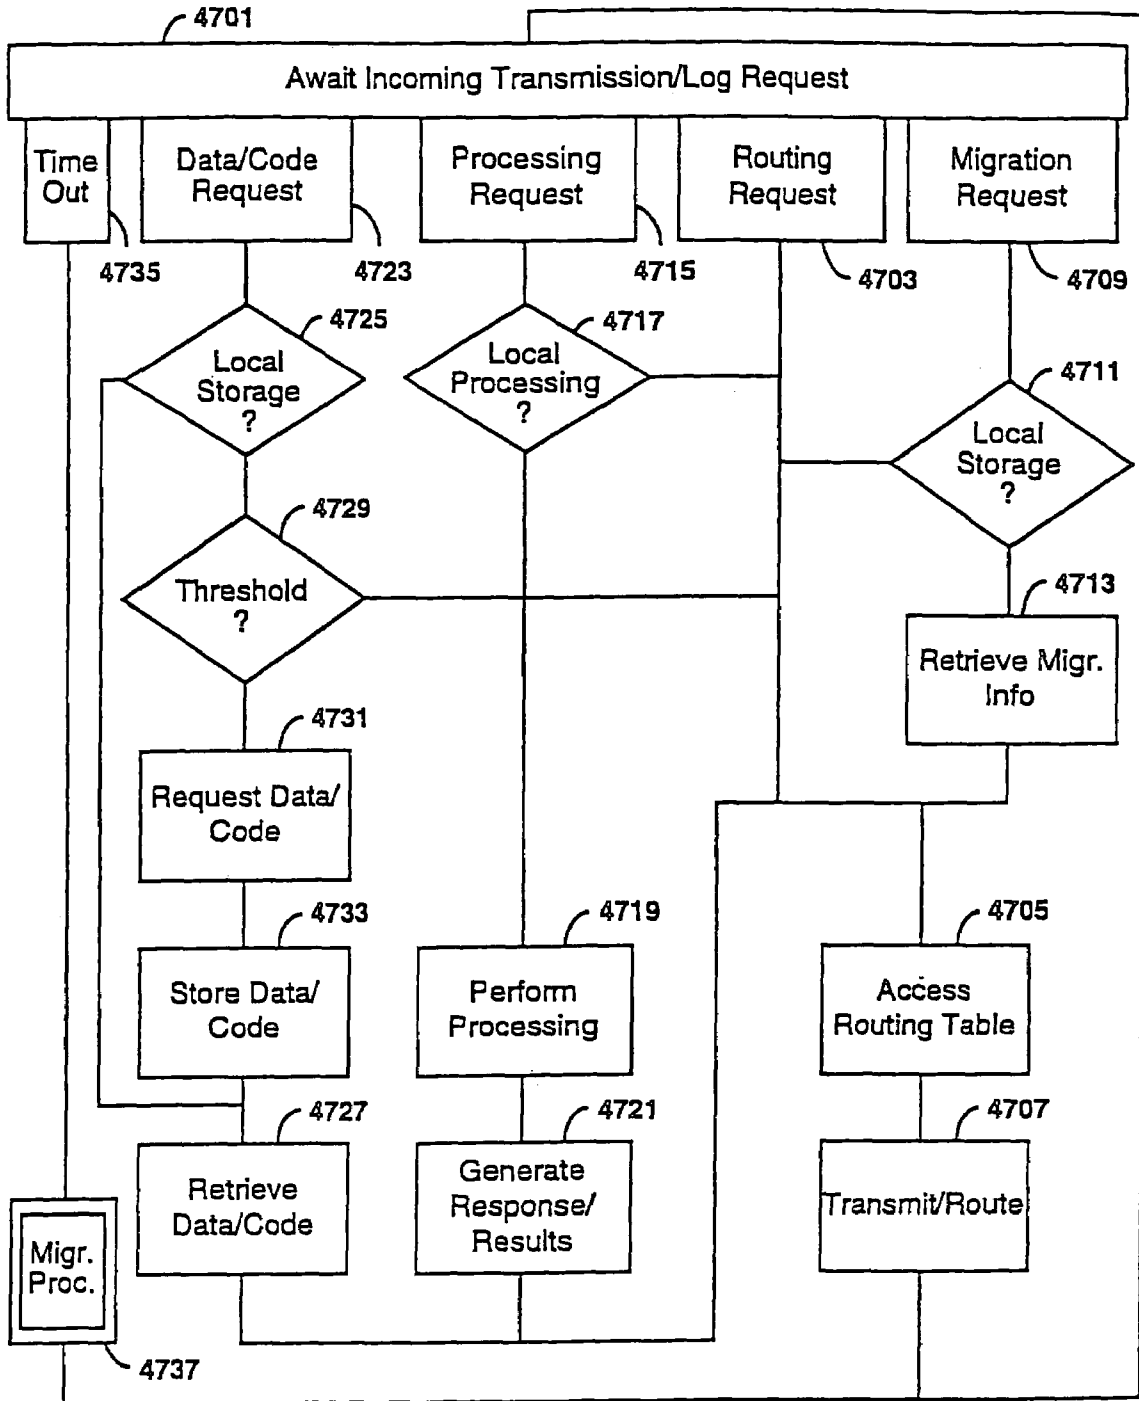 4701
Await Incoming Transmission/Log Request
Time
Out
Data/Code
Request
Processing
Request
Routing
Request
Migration
Request
4735
4723
4715
4703
4709
4725
Local
Storage
?
4717
Local
Processing
?
4711
Local
Storage
?
4729
Threshold
?
4713
Retrieve Migr.
Info
4731
Request Data/
Code
4733
Store Data/
Code
4719
Perform
Processing
4705
Access
Routing Table
4727
Retrieve
Data/Code
4721
Generate
Response/
Results
4707
Transmit/Route
Migr.
Proc.
4737